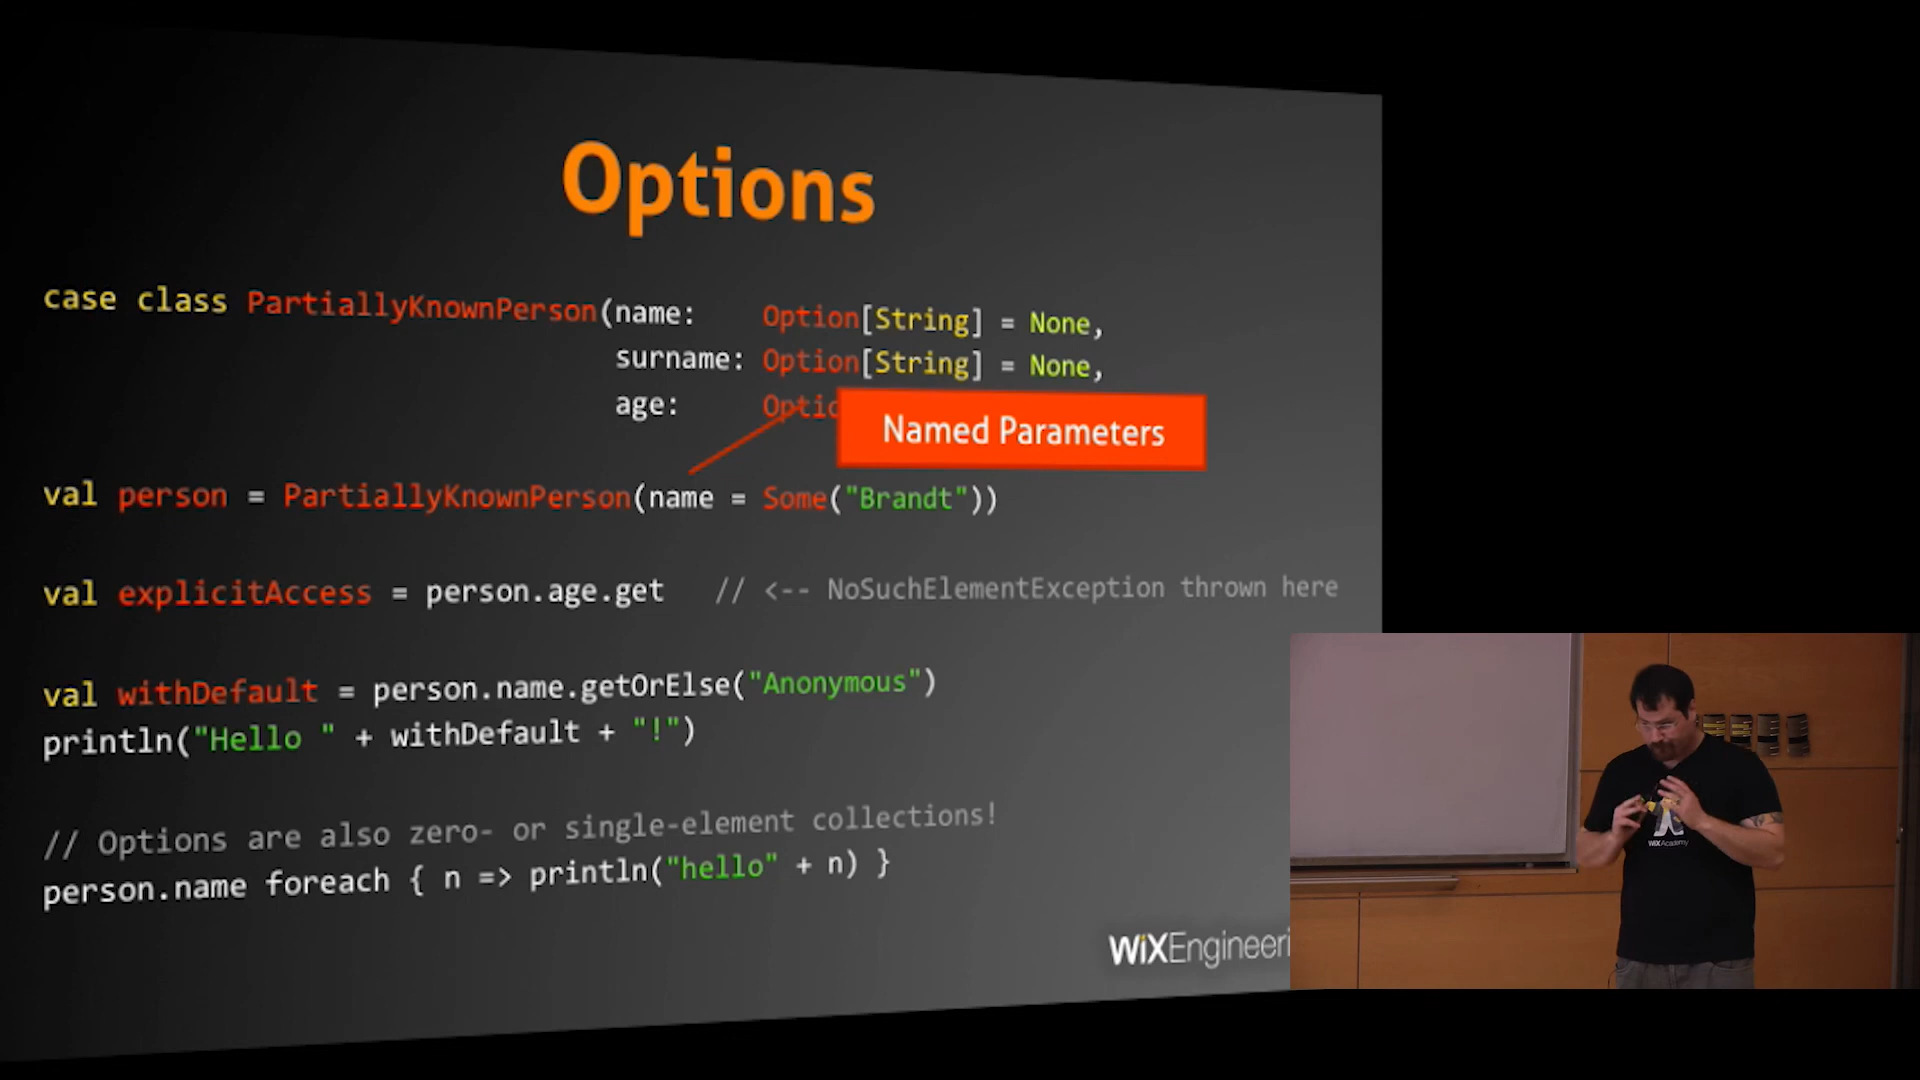 Options
case class PartiallyKnownPerson(name: Option[String] = None,
surname: Option[String] = None,
age: Optio
Named Parameters
val person = PartiallyKnownPerson(name = Some("Brandt"))
val explicitAccess = person.age.get // <-- NoSuchElementException thrown here
val withDefault = person.name.getOrElse("Anonymous")
println("Hello " + withDefault + "!")
// Options are also zero- or single-element collections!
person.name foreach { n => println("hello" + n) }
WiXEngineeri
WiXAcademy